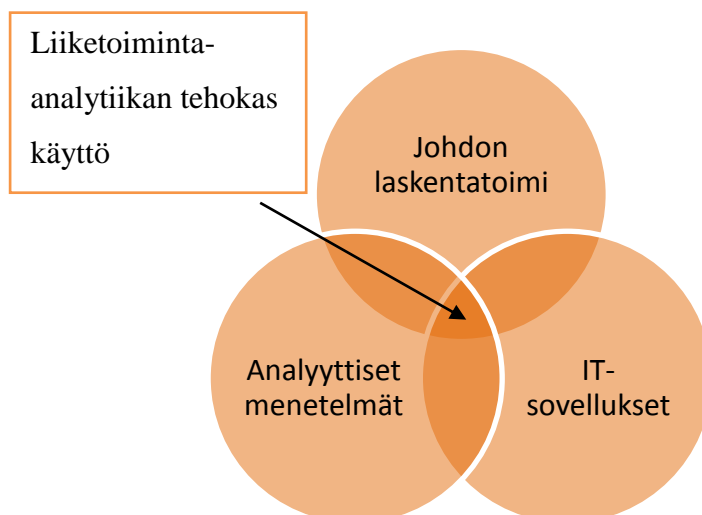 Liiketoiminta-
analytiikan tehokas
käyttö
Johdon
laskentatoimi
Analyyttiset
menetelmät
IT-
sovellukset